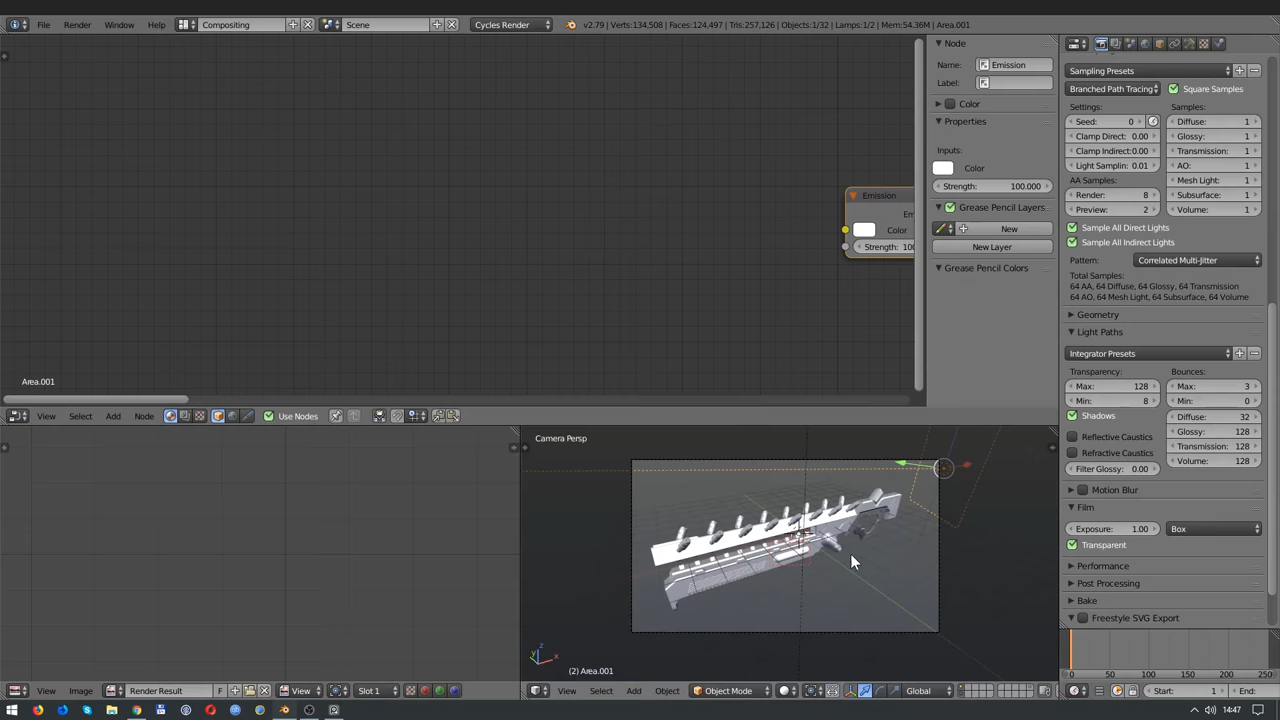 File Render Window Help Compositing Scene Cycles Render v2.79 | Verts:134,508 | Faces:124,497 | Tris:257,126 | Objects:1/32 | Lamps:1/2 | Mem:54.36M | Area.001
Node
Name: Emission
Label:
Color
Properties
Inputs:
Color
Strength: 100.000
Grease Pencil Layers
New
New Layer
Grease Pencil Colors
Emission
Em
Color
Strength: 100
Area.001
View Select Add Node Use Nodes
Sampling Presets
Branched Path Tracing Square Samples
Settings: Samples:
Seed: 0 Diffuse: 1
Clamp Direct: 0.00 Glossy: 1
Clamp Indirect:0.00 Transmission: 1
Light Samplin: 0.01 AO: 1
AA Samples: Mesh Light: 1
Render: 8 Subsurface: 1
Preview: 2 Volume: 1
Sample All Direct Lights
Sample All Indirect Lights
Pattern: Correlated Multi-Jitter
Total Samples:
64 AA, 64 Diffuse, 64 Glossy, 64 Transmission
64 AO, 64 Mesh Light, 64 Subsurface, 64 Volume
Geometry
Light Paths
Integrator Presets
Transparency: Bounces:
Max: 128 Max: 3
Min: 8 Min: 0
Shadows Diffuse: 32
Glossy: 128
Reflective Caustics Transmission: 128
Refractive Caustics Volume: 128
Filter Glossy: 0.00
Motion Blur
Film
Exposure: 1.00 Box
Transparent
Performance
Post Processing
Bake
Freestyle SVG Export
Camera Persp
z
y
x
(2) Area.001
0 50 100 150 200 250
View Image Render Result F View Slot 1
View Select Add Object Object Mode Global
Start: 1 End:
14:47